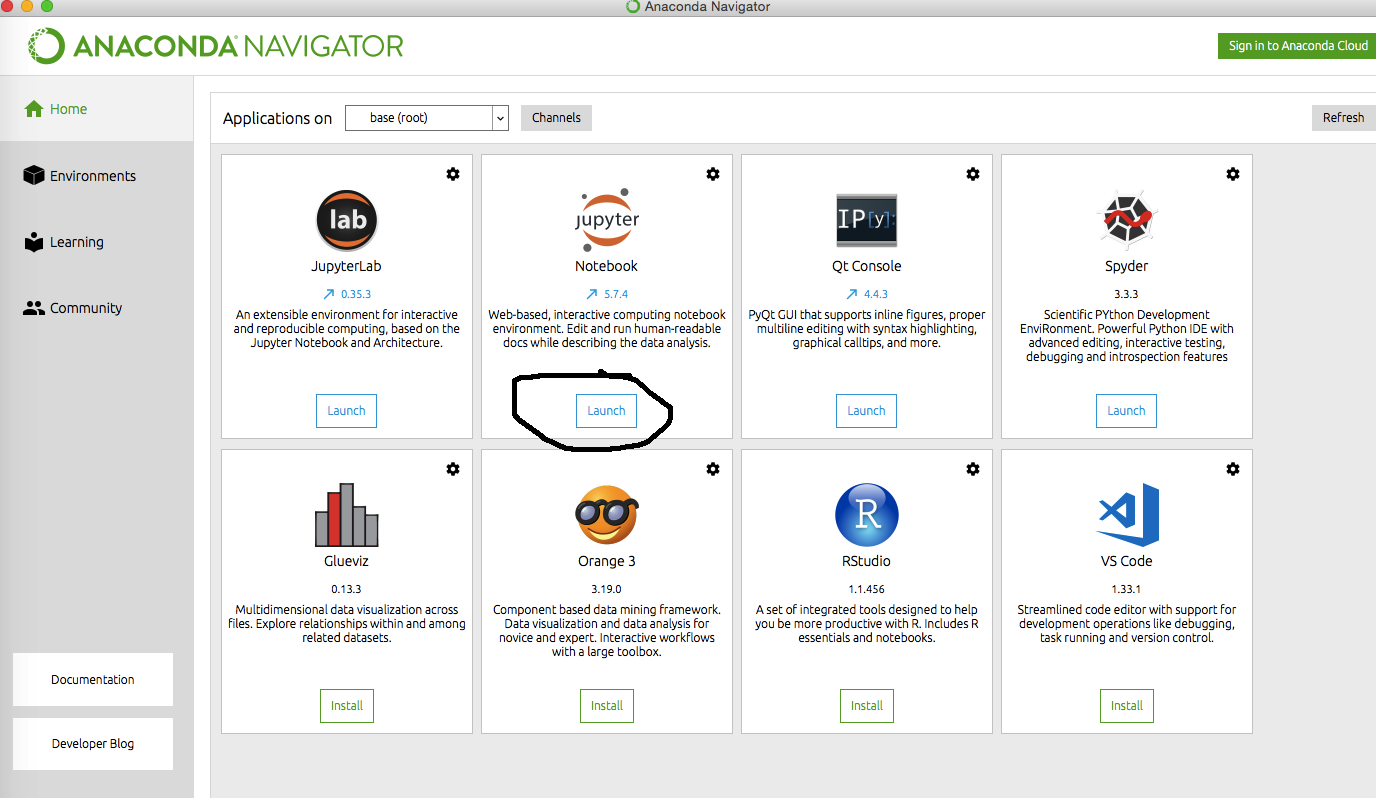 Anaconda Navigator
ANACONDA NAVIGATOR
Sign in to Anaconda Cloud
Home
Environments
Learning
Community
Documentation
Developer Blog
Applications on
base (root)
Channels
Refresh
lab
JupyterLab
0.35.3
An extensible environment for interactive
and reproducible computing, based on the
Jupyter Notebook and Architecture.
Launch
jupyter
Notebook
5.7.4
Web-based, interactive computing notebook
environment. Edit and run human-readable
docs while describing the data analysis.
Launch
IP[y]:
Qt Console
4.4.3
PyQt GUI that supports inline figures, proper
multiline editing with syntax highlighting,
graphical calltips, and more.
Launch
Spyder
3.3.3
Scientific PYthon Development
EnviRonment. Powerful Python IDE with
advanced editing, interactive testing,
debugging and introspection features
Launch
Glueviz
0.13.3
Multidimensional data visualization across
files. Explore relationships within and among
related datasets.
Install
Orange 3
3.19.0
Component based data mining framework.
Data visualization and data analysis for
novice and expert. Interactive workflows
with a large toolbox.
Install
R
RStudio
1.1.456
A set of integrated tools designed to help
you be more productive with R. Includes R
essentials and notebooks.
Install
VS Code
1.33.1
Streamlined code editor with support for
development operations like debugging,
task running and version control.
Install